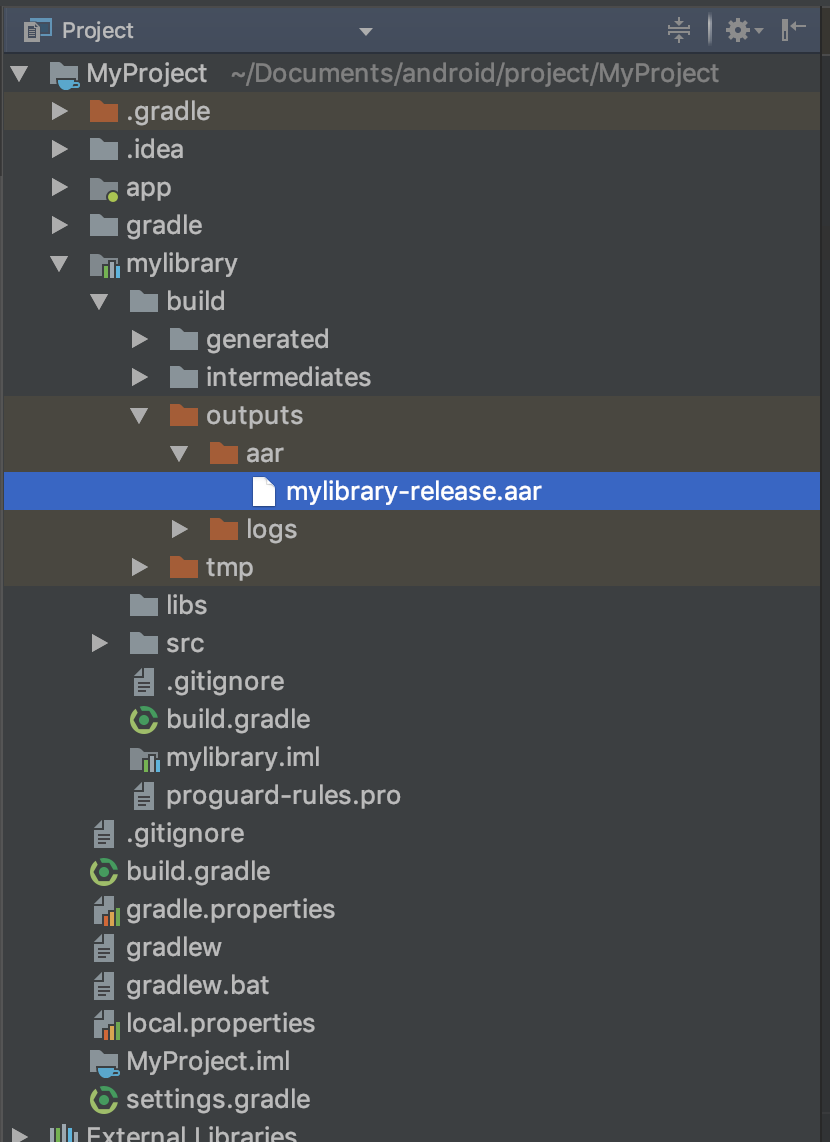 Project
MyProject ~/Documents/android/project/MyProject
.gradle
.idea
app
gradle
mylibrary
build
generated
intermediates
outputs
aar
mylibrary-release.aar
logs
tmp
libs
src
.gitignore
build.gradle
mylibrary.iml
proguard-rules.pro
.gitignore
build.gradle
gradle.properties
gradlew
gradlew.bat
local.properties
MyProject.iml
settings.gradle
External Libraries